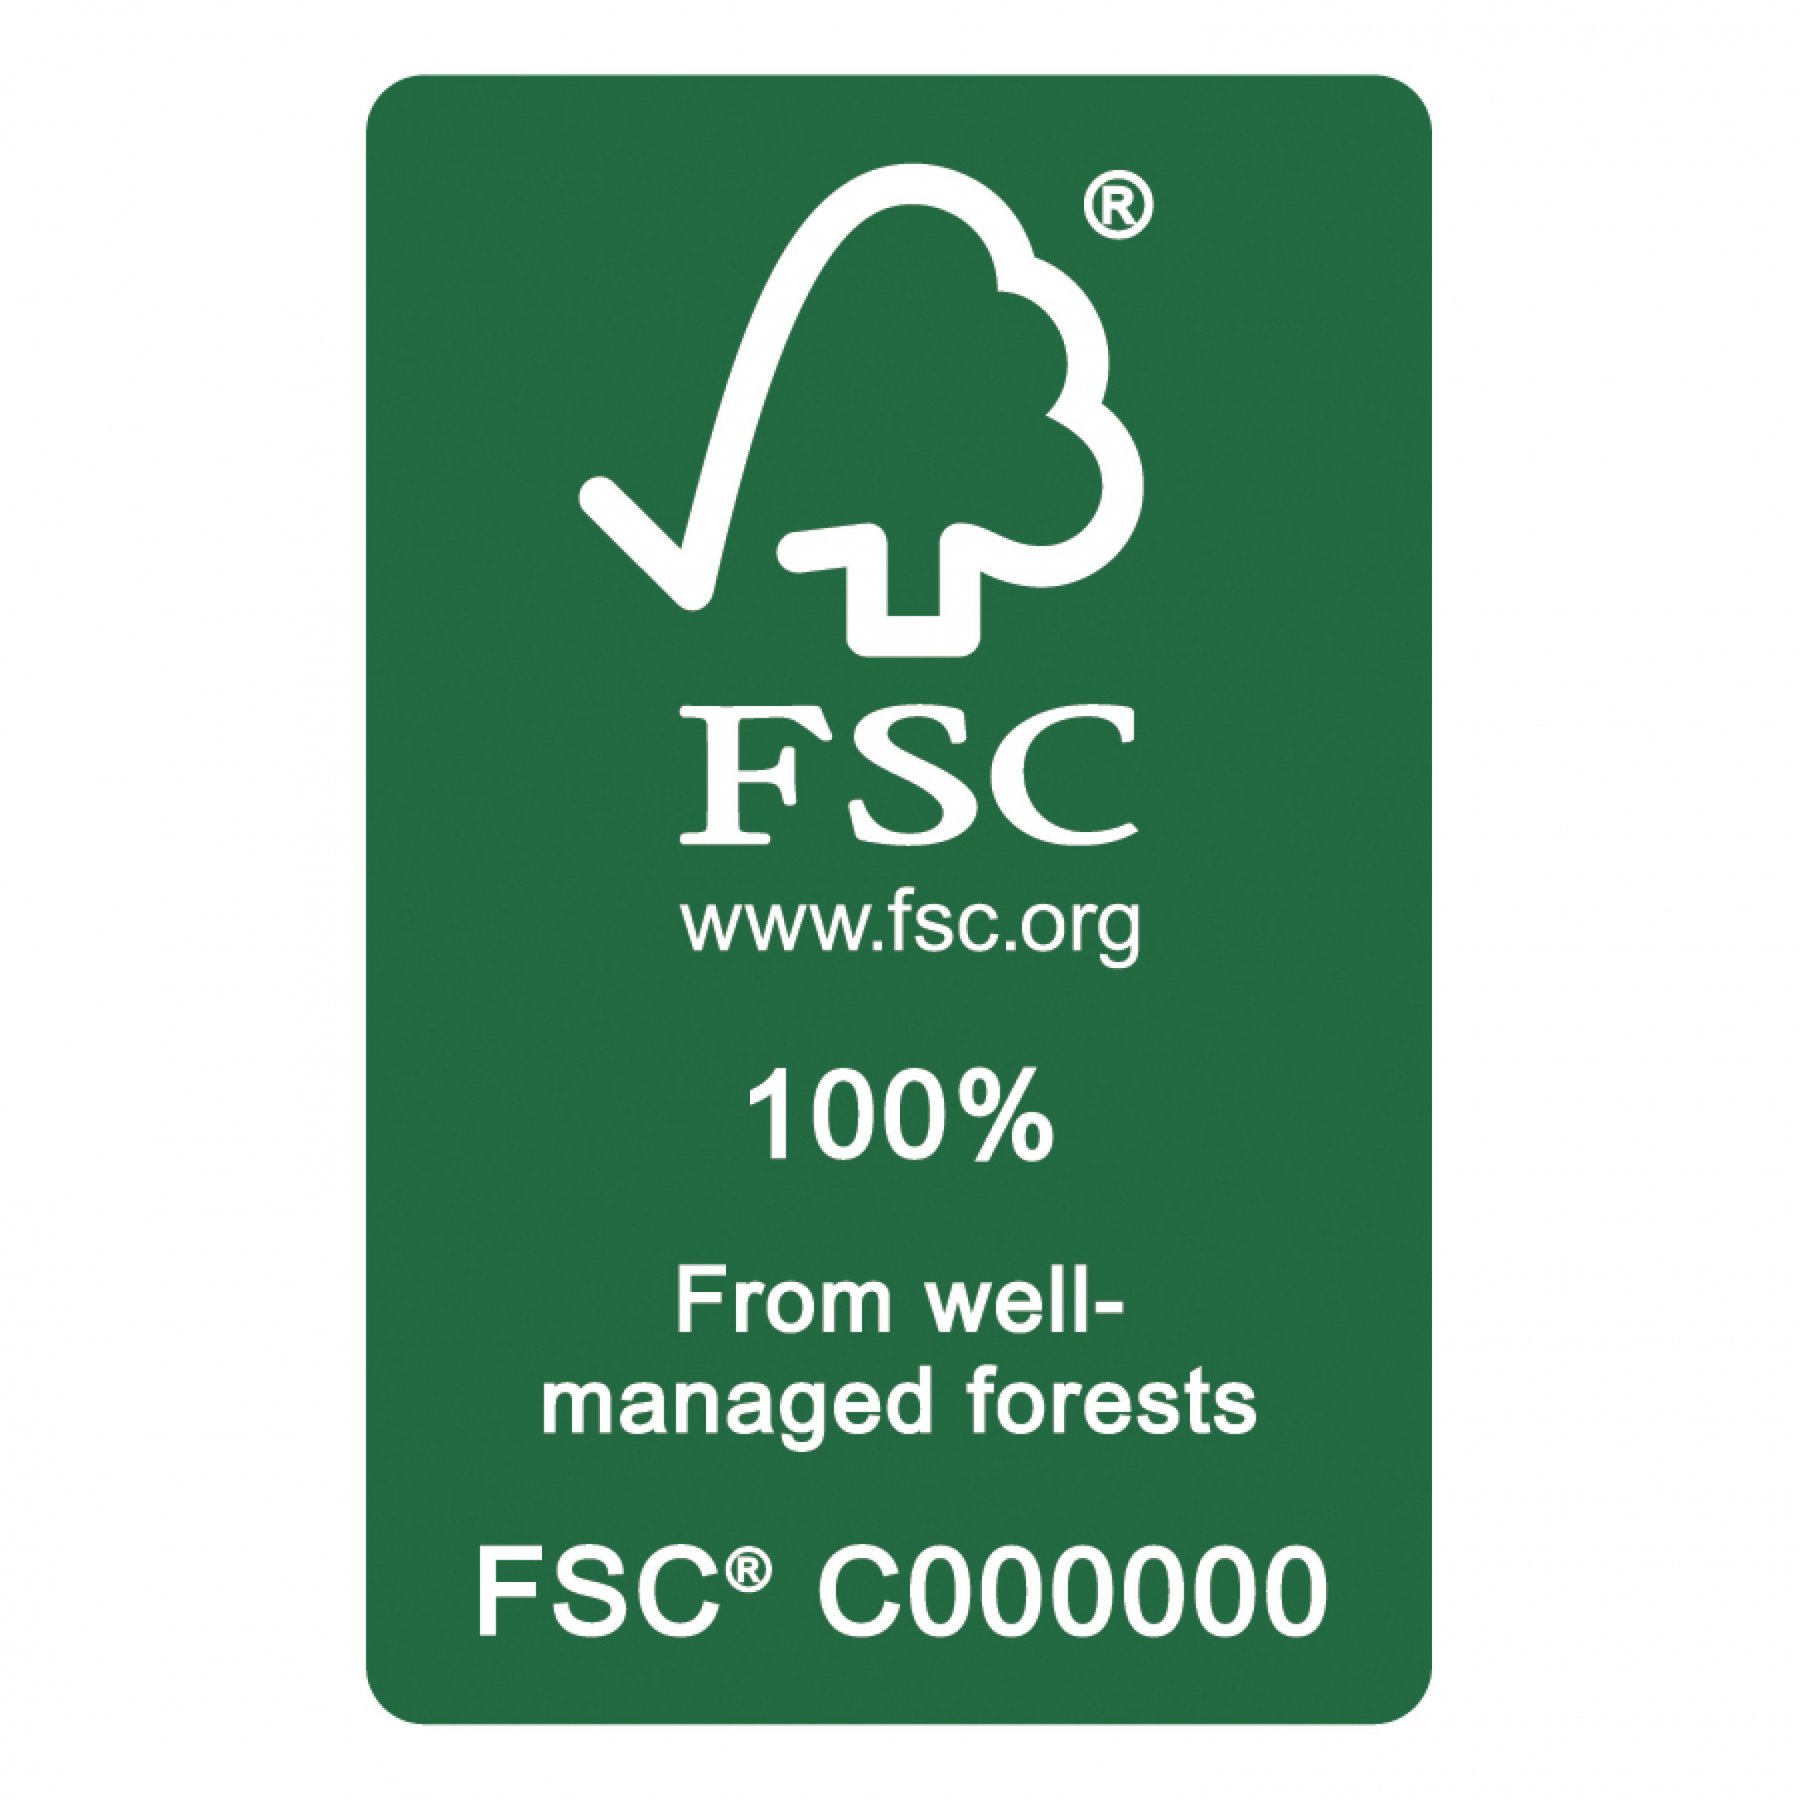 ®
FSC
www.fsc.org
100%
From well-
managed forests
FSC® C000000